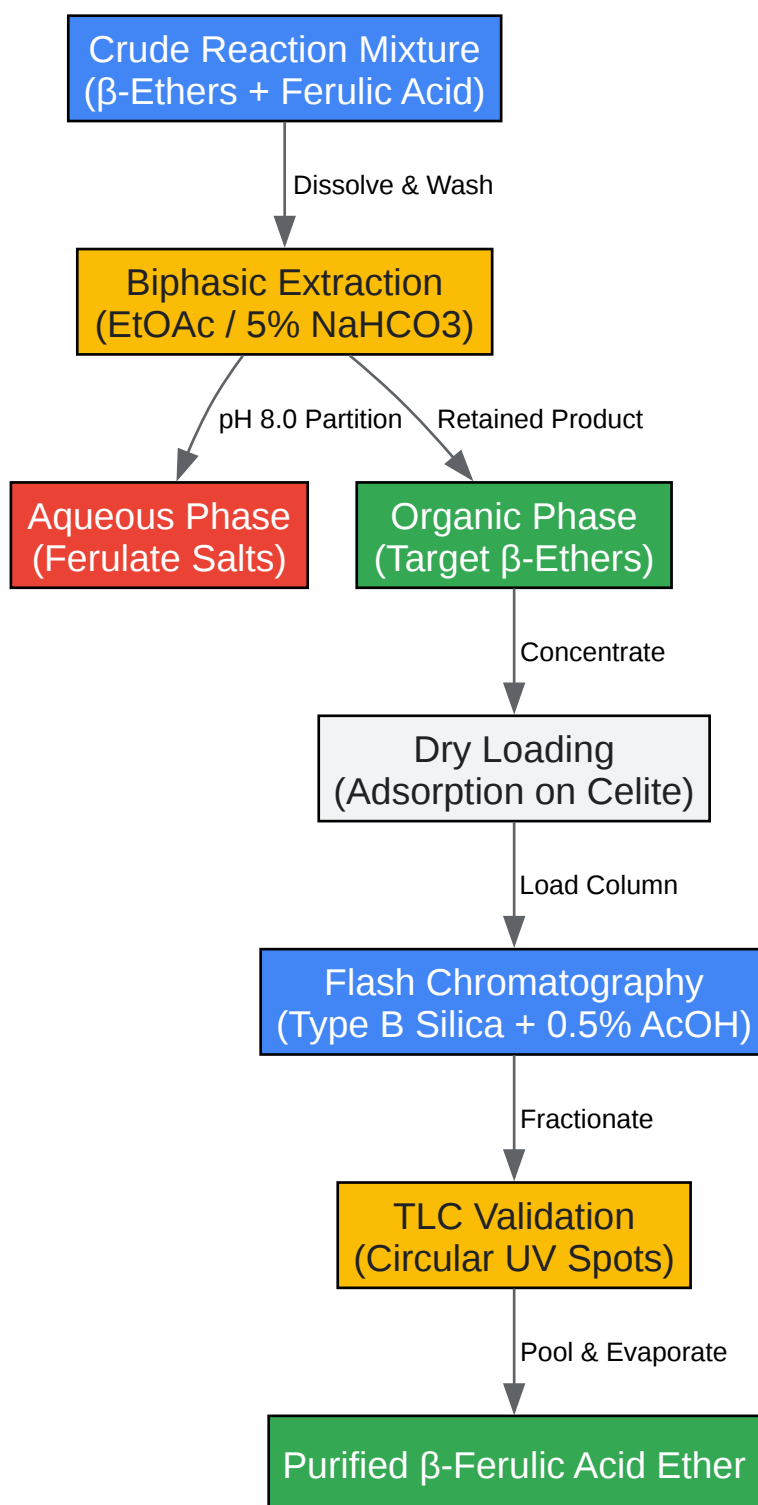 Crude Reaction Mixture
(β-Ethers + Ferulic Acid)
Dissolve & Wash
Biphasic Extraction
(EtOAc / 5% NaHCO3)
pH 8.0 Partition
Retained Product
Aqueous Phase
(Ferulate Salts)
Organic Phase
(Target β-Ethers)
Concentrate
Dry Loading
(Adsorption on Celite)
Load Column
Flash Chromatography
(Type B Silica + 0.5% AcOH)
Fractionate
TLC Validation
(Circular UV Spots)
Pool & Evaporate
Purified β-Ferulic Acid Ether